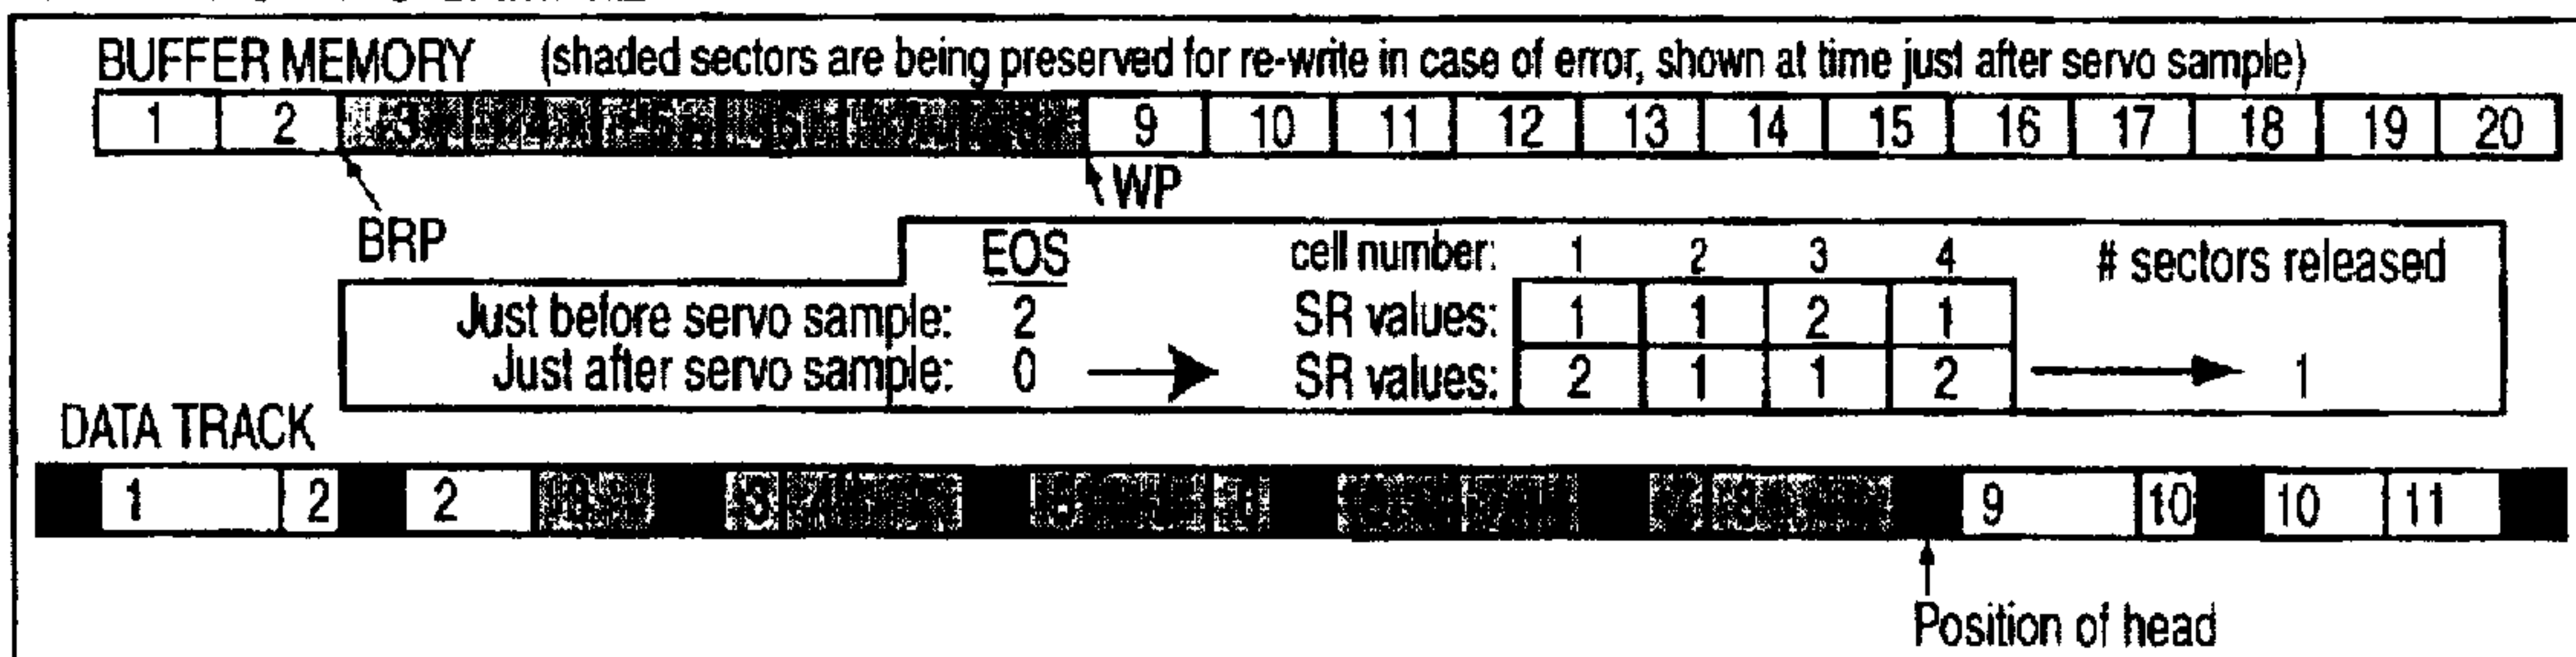 BUFFER MEMORY (shaded sectors are being preserved for re-write in case of error, shown at time just after servo sample)
1 2 3 9 10 11 12 13 14 15 16 17 18 19 20
BRP WP
EOS cell number: 1 2 3 4 # sectors released
Just before servo sample: 2 SR values: 1 1 2 1
Just after servo sample: 0 SR values: 2 1 1 2 1
DATA TRACK
1 2 2 3 9 10 10 11
Position of head